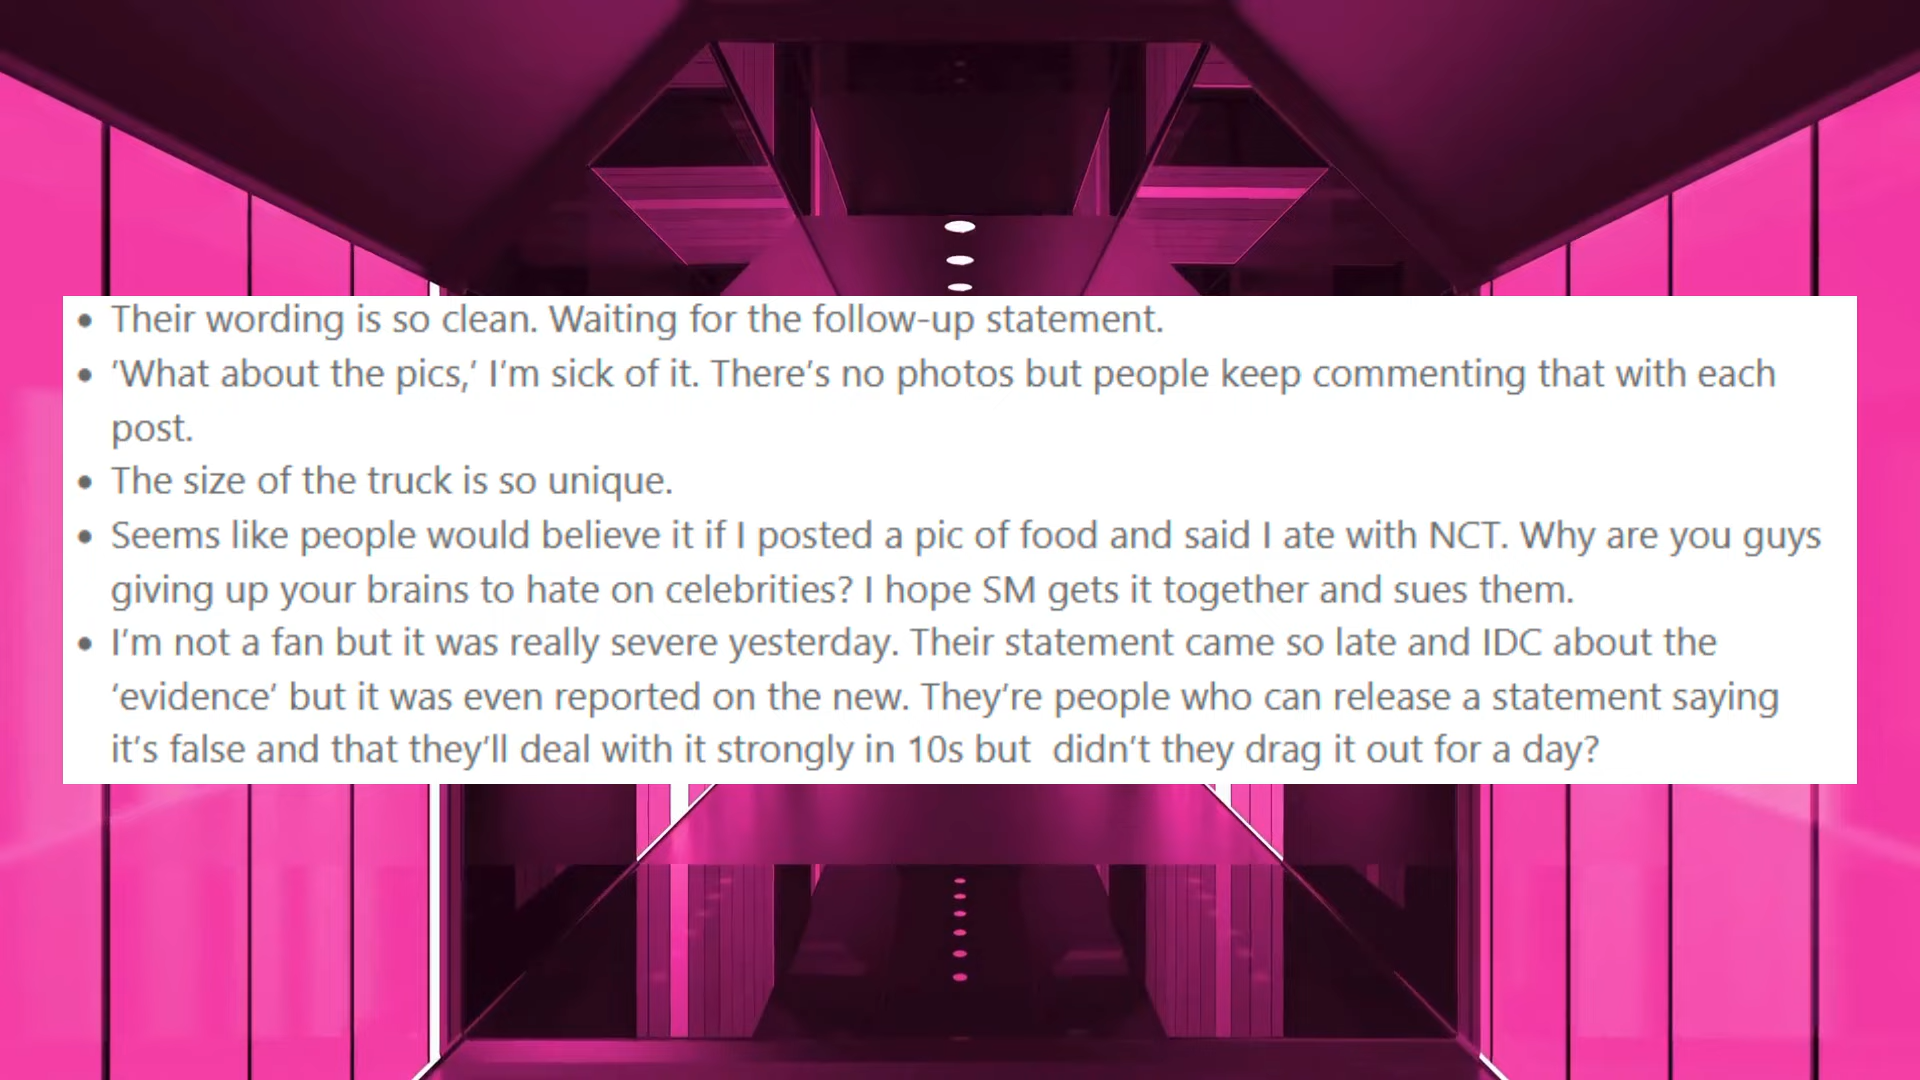 • Their wording is so clean. Waiting for the follow-up statement.
• ‘What about the pics,’ I’m sick of it. There’s no photos but people keep commenting that with each
post.
• The size of the truck is so unique.
• Seems like people would believe it if I posted a pic of food and said I ate with NCT. Why are you guys
giving up your brains to hate on celebrities? I hope SM gets it together and sues them.
• I’m not a fan but it was really severe yesterday. Their statement came so late and IDC about the
‘evidence’ but it was even reported on the new. They’re people who can release a statement saying
it’s false and that they’ll deal with it strongly in 10s but  didn’t they drag it out for a day?